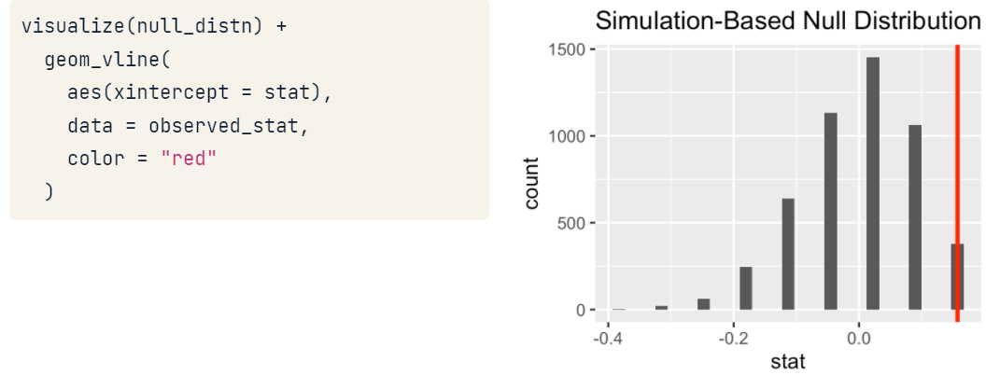 visualize(null_distn) +
  geom_vline(
    aes(xintercept = stat),
    data = observed_stat,
    color = "red"
  )
Simulation-Based Null Distribution
1500
1000
500
0
count
-0.4 -0.2 0.0
stat